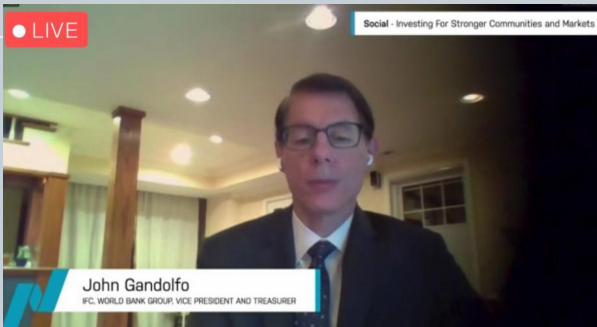 LIVE
Social - Investing For Stronger Communities and Markets
John Gandolfo
IFC, WORLD BANK GROUP, VICE PRESIDENT AND TREASURER